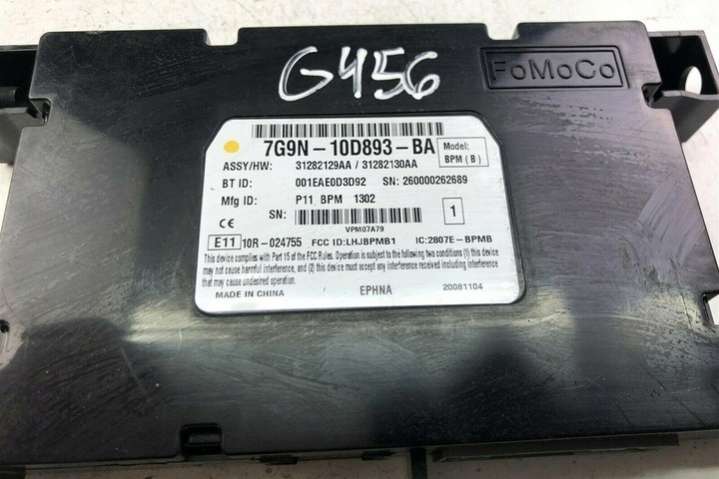 G456
FoMoCo
7G9N-10D893-BA
Model:
BPM (B)
ASSY/HW: 31282129AA / 31282130AA
BT ID: 001EAE0D3D92 SN: 260000262689
Mfg ID: P11 BPM 1302
SN:
1
VPM07A79
CE
E11 10R-024755 FCC ID:LHJBPMB1 IC:2807E-BPMB
This device complies with Part 15 of the FCC Rules. Operation is subject to the following two conditions (1) this
device may not cause harmful interference, and (2) this device must accept any interference received including interference
that may cause undesired operation.
MADE IN CHINA EPHNA 20081104